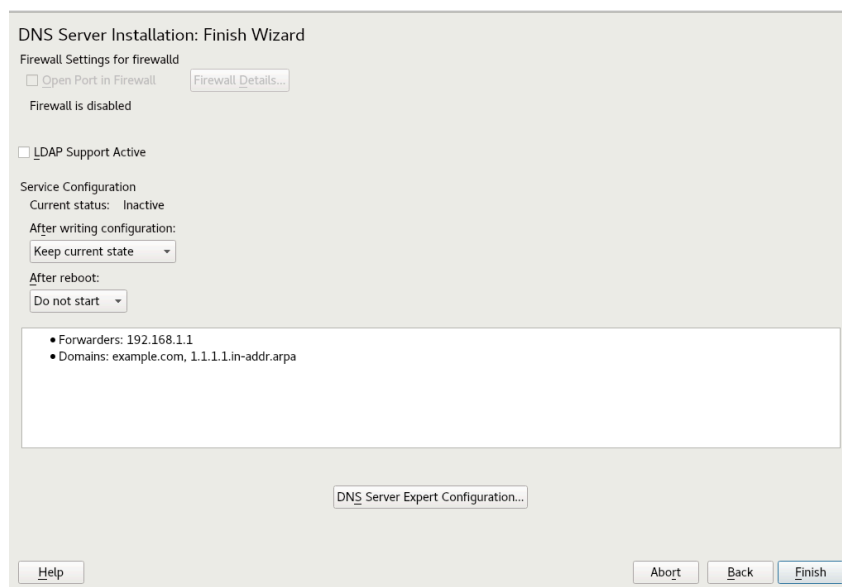 DNS Server Installation: Finish Wizard
Firewall Settings for firewalld
Open Port in Firewall Firewall Details...
Firewall is disabled
LDAP Support Active
Service Configuration
Current status: Inactive
After writing configuration:
Keep current state
After reboot:
Do not start
• Forwarders: 192.168.1.1
• Domains: example.com, 1.1.1.1.in-addr.arpa
DNS Server Expert Configuration...
Help Abort Back Finish